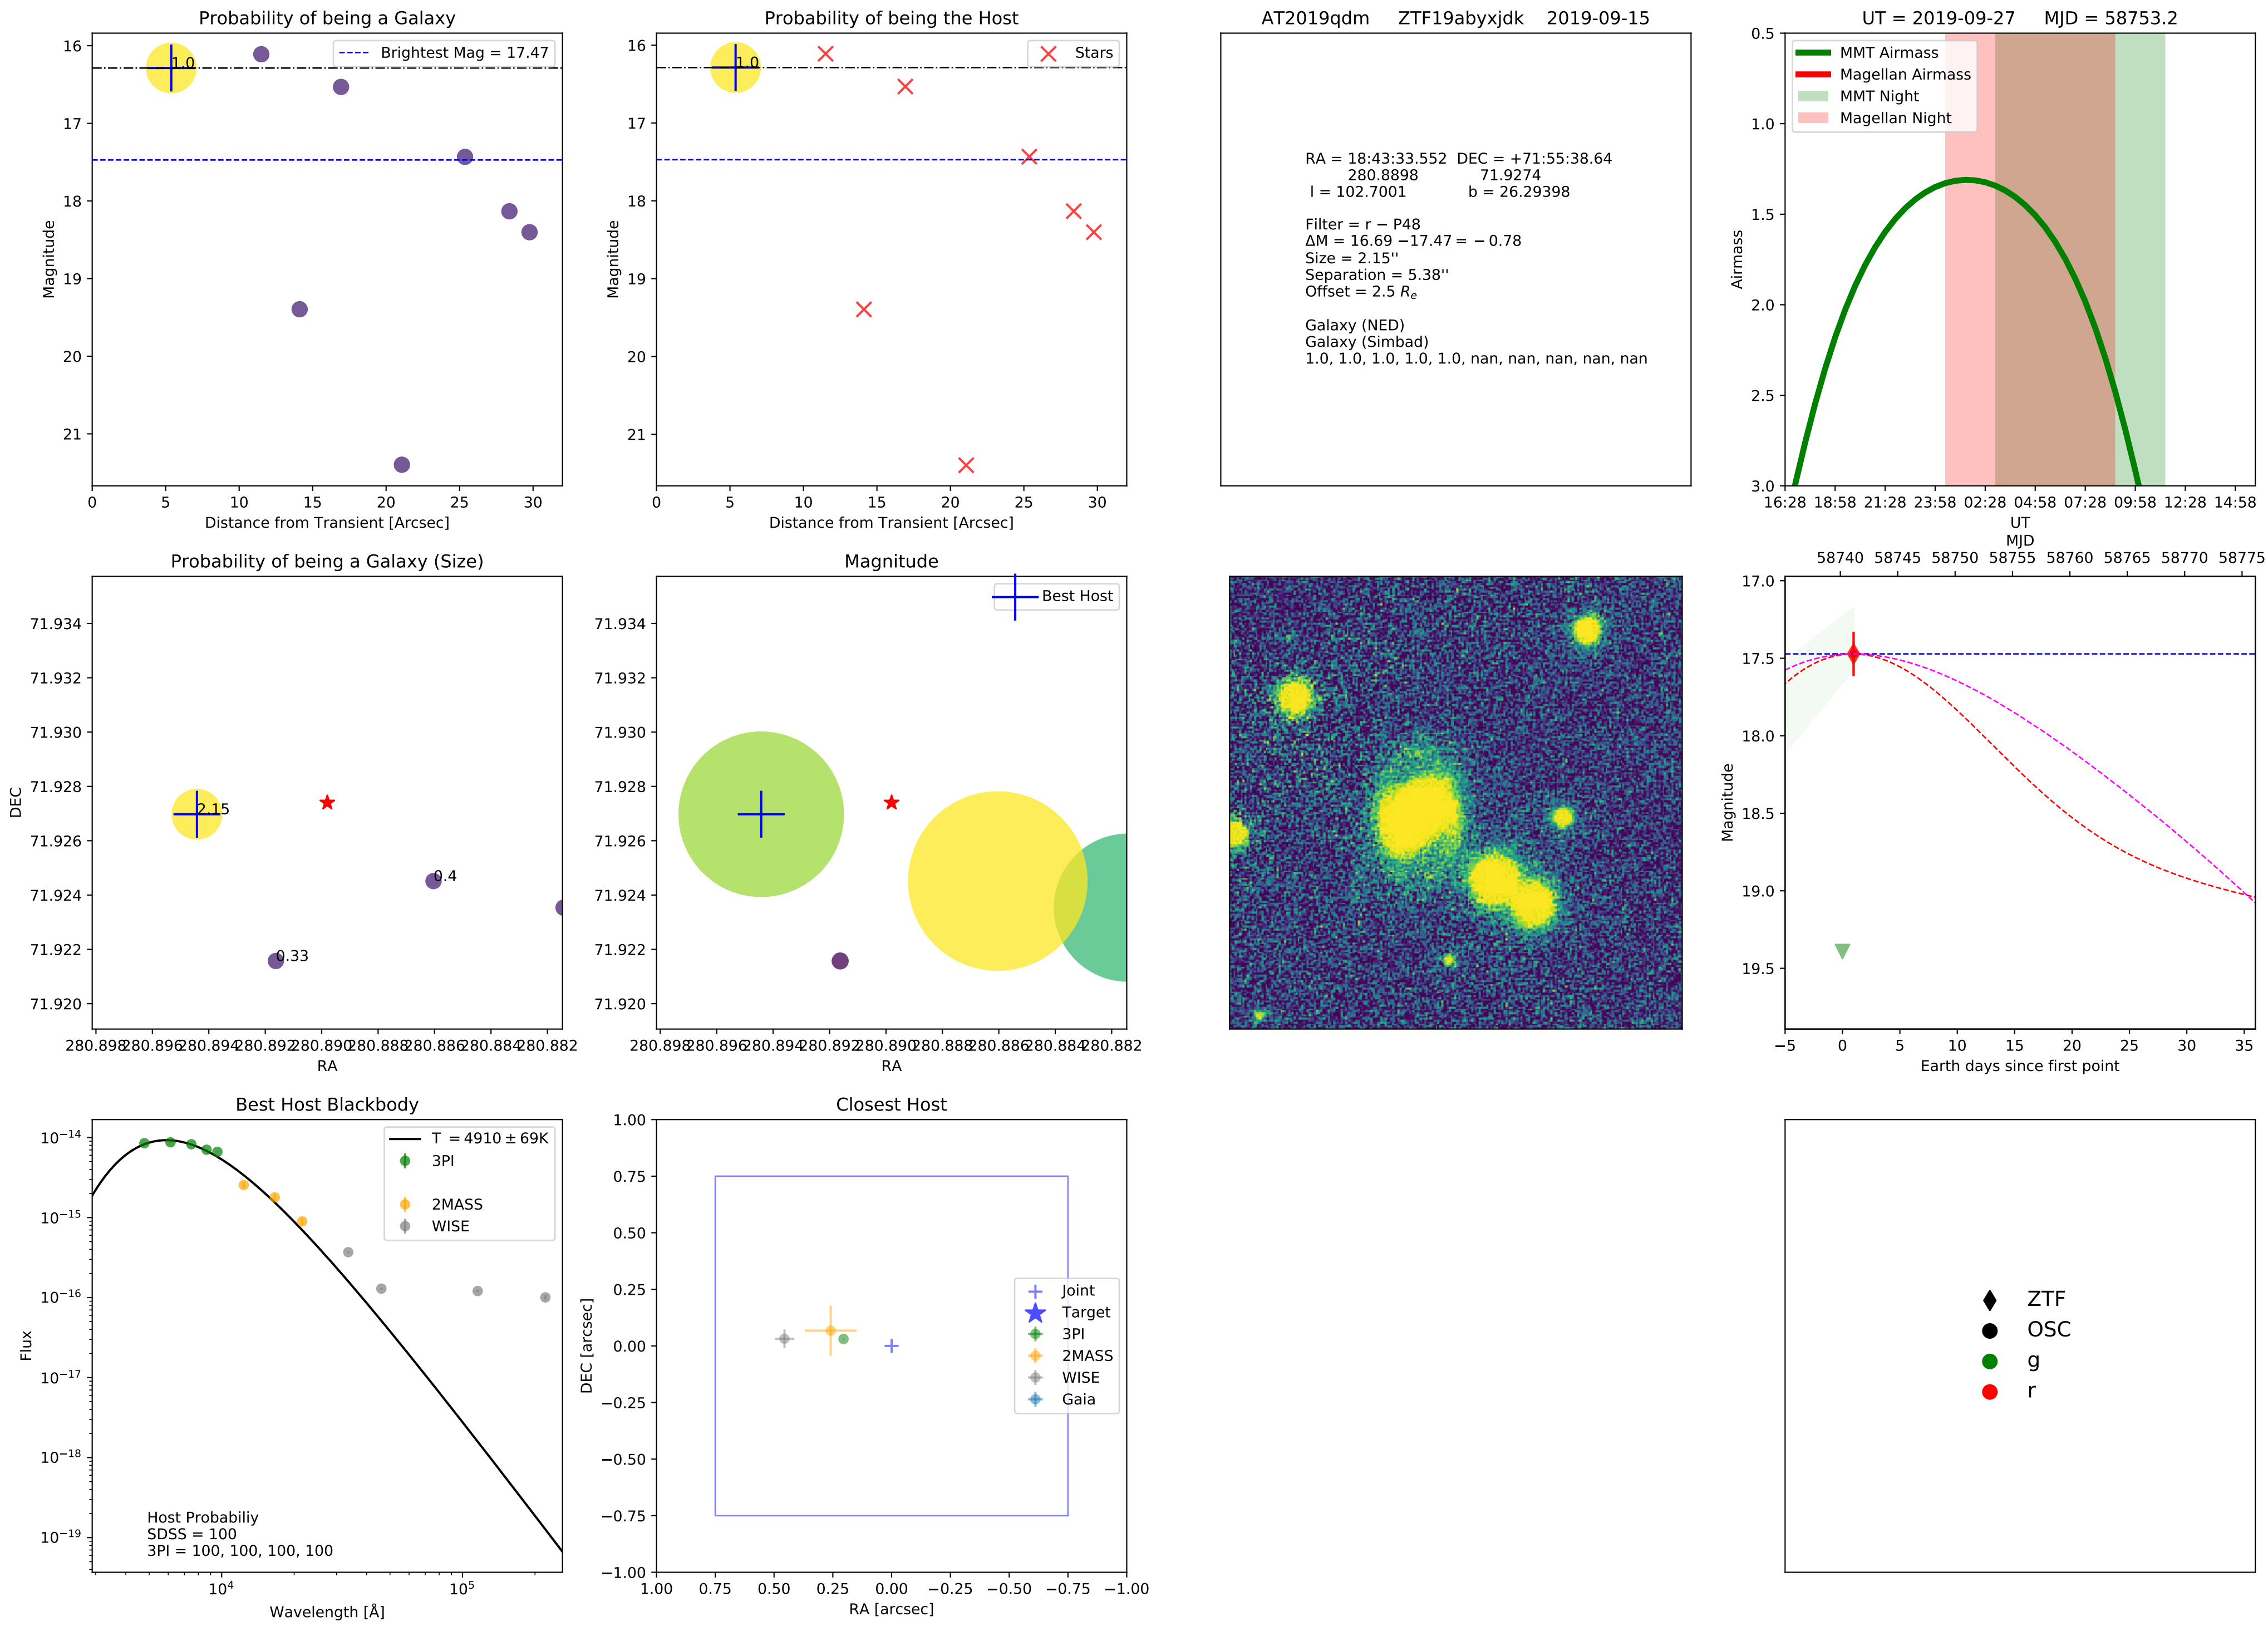 Probability of being a Galaxy
Brightest Mag = 17.47
1.0
16
17
18
19
20
21
Magnitude
0 5 10 15 20 25 30
Distance from Transient [Arcsec]
Probability of being the Host
Stars
1.0
16
17
18
19
20
21
Magnitude
0 5 10 15 20 25 30
Distance from Transient [Arcsec]
AT2019qdm ZTF19abyxjdk 2019-09-15
RA = 18:43:33.552 DEC = +71:55:38.64
280.8898 71.9274
l = 102.7001 b = 26.29398
Filter = r − P48
ΔM = 16.69 −17.47 = − 0.78
Size = 2.15''
Separation = 5.38''
Offset = 2.5 Re
Galaxy (NED)
Galaxy (Simbad)
1.0, 1.0, 1.0, 1.0, 1.0, nan, nan, nan, nan, nan
UT = 2019-09-27 MJD = 58753.2
MMT Airmass
Magellan Airmass
MMT Night
Magellan Night
0.5
1.0
1.5
2.0
2.5
3.0
Airmass
16:28 18:58 21:28 23:58 02:28 04:58 07:28 09:58 12:28 14:58
UT
Probability of being a Galaxy (Size)
2.15
0.4
0.33
71.934
71.932
71.930
71.928
71.926
71.924
71.922
71.920
DEC
280.898 280.896 280.894 280.892 280.890 280.888 280.886 280.884 280.882
RA
Magnitude
Best Host
71.934
71.932
71.930
71.928
71.926
71.924
71.922
71.920
280.898 280.896 280.894 280.892 280.890 280.888 280.886 280.884 280.882
RA
MJD
58740 58745 58750 58755 58760 58765 58770 58775
17.0
17.5
18.0
18.5
19.0
19.5
Magnitude
−5 0 5 10 15 20 25 30 35
Earth days since first point
Best Host Blackbody
T = 4910 ± 69K
3PI
2MASS
WISE
10−14
10−15
10−16
10−17
10−18
10−19
Flux
Host Probabiliy
SDSS = 100
3PI = 100, 100, 100, 100
104 105
Wavelength [Å]
Closest Host
Joint
Target
3PI
2MASS
WISE
Gaia
1.00
0.75
0.50
0.25
0.00
−0.25
−0.50
−0.75
−1.00
DEC [arcsec]
1.00 0.75 0.50 0.25 0.00 −0.25 −0.50 −0.75 −1.00
RA [arcsec]
ZTF
OSC
g
r